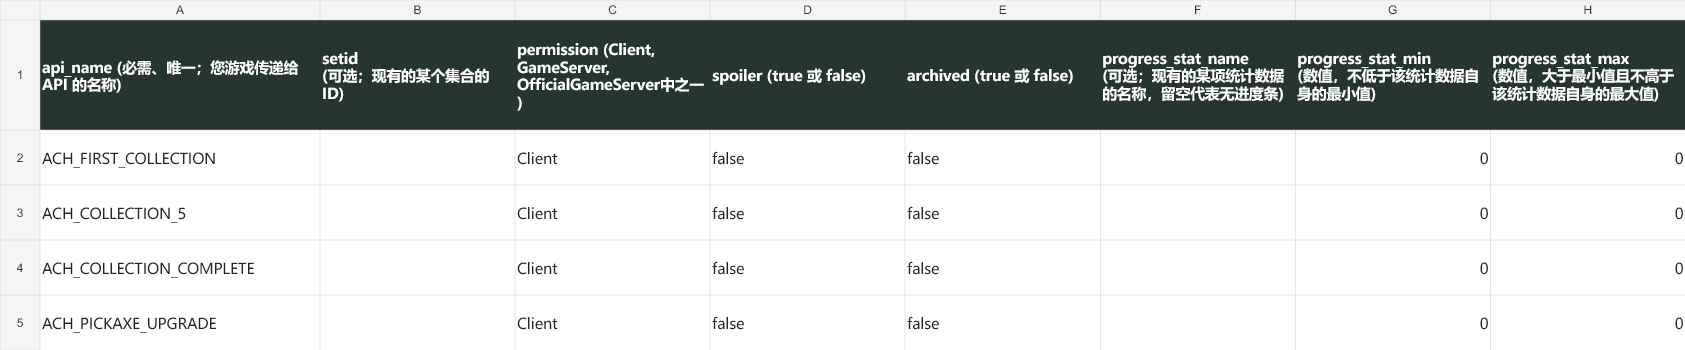 A B C D E F G H
1
api_name (必需、唯一；您游戏传递给
API 的名称)
setid
(可选；现有的某个集合的
ID)
permission (Client,
GameServer,
OfficialGameServer中之一
)
spoiler (true 或 false)
archived (true 或 false)
progress_stat_name
(可选；现有的某项统计数据
的名称，留空代表无进度条)
progress_stat_min
(数值，不低于该统计数据自
身的最小值)
progress_stat_max
(数值，大于最小值且不高于
该统计数据自身的最大值)
2 ACH_FIRST_COLLECTION Client false false 0 0
3 ACH_COLLECTION_5 Client false false 0 0
4 ACH_COLLECTION_COMPLETE Client false false 0 0
5 ACH_PICKAXE_UPGRADE Client false false 0 0